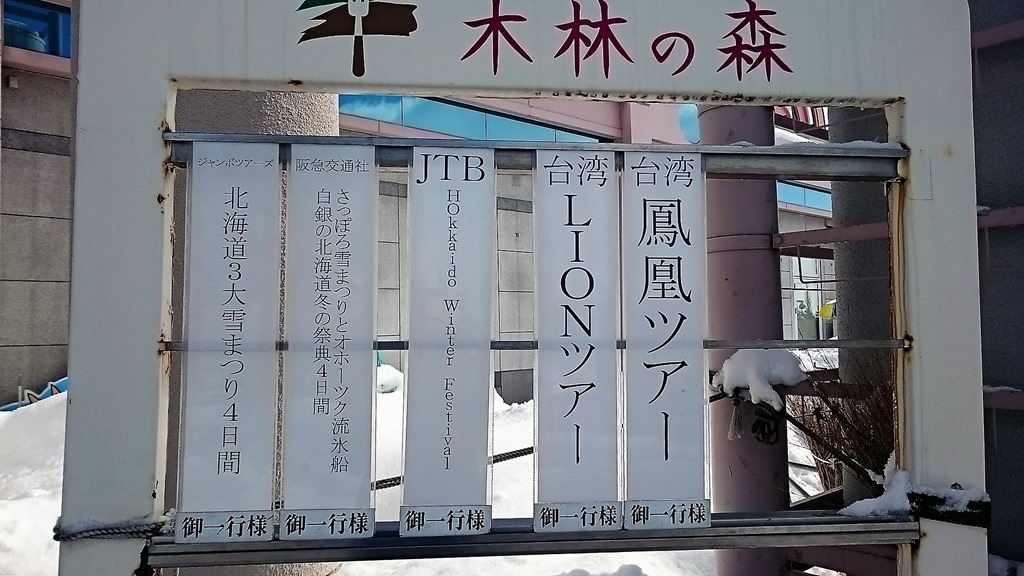 木林の森
台湾
鳳凰ツアー
御一行様
台湾
LIONツアー
御一行様
JTB
HOkkaido Winter Festival
御一行様
阪急交通社
さっぽろ雪まつりとオホーツク流氷船
白銀の北海道冬の祭典4日間
御一行様
ジャンボツアーズ
北海道3大雪まつり4日間
御一行様